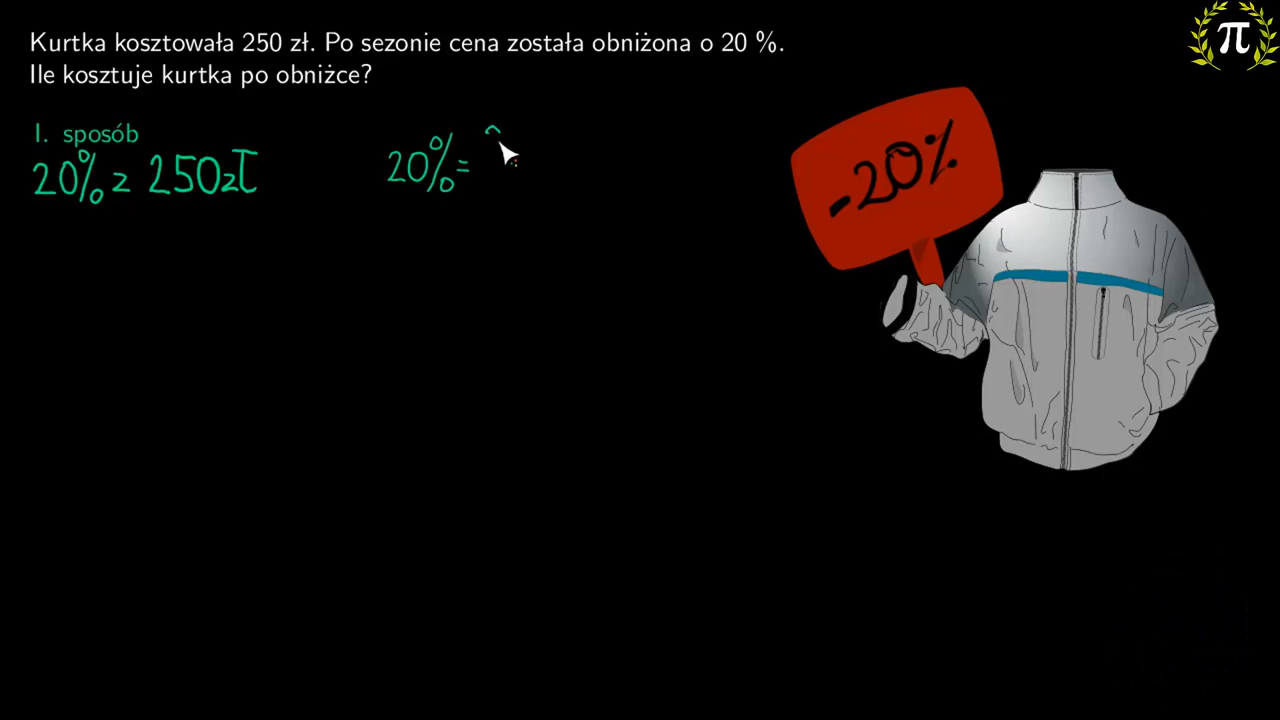 Kurtka kosztowała 250 zł. Po sezonie cena została obniżona o 20 %.
Ile kosztuje kurtka po obniżce?
I. sposób
20% z 250zł
20% =
-20%
π